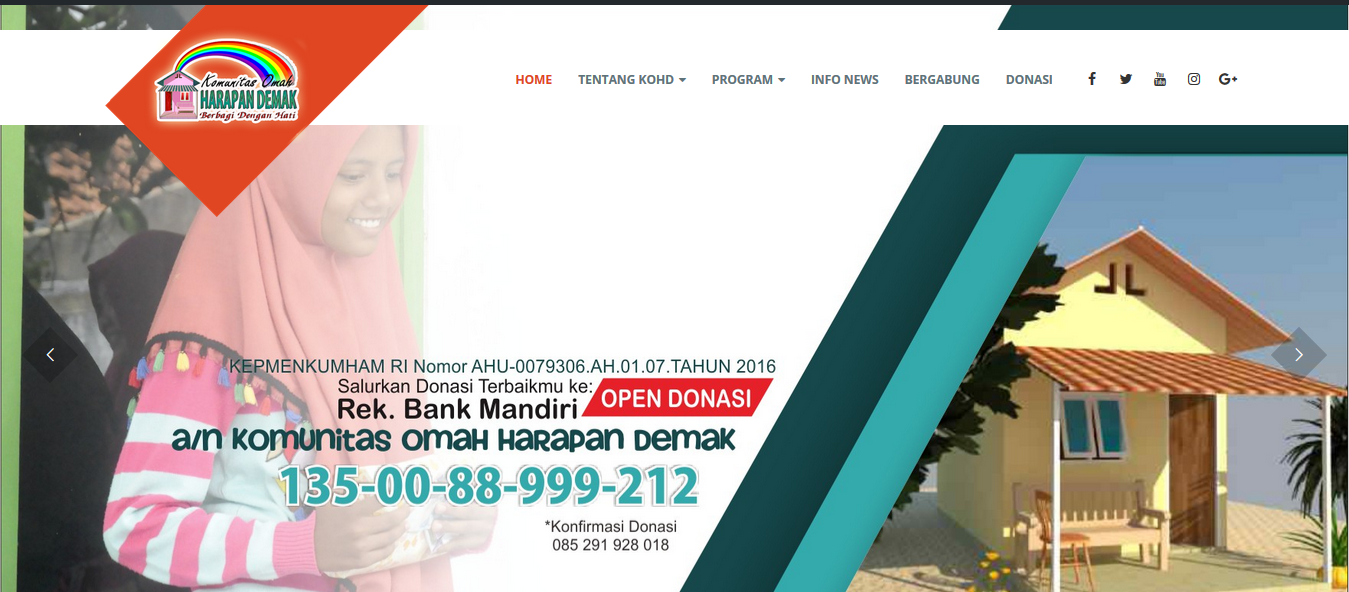 Komunitas Omah
HARAPAN DEMAK
Berbagi Dengan Hati
HOME TENTANG KOHD PROGRAM INFO NEWS BERGABUNG DONASI
KEPMENKUMHAM RI Nomor AHU-0079306.AH.01.07.TAHUN 2016
Salurkan Donasi Terbaikmu ke:
Rek. Bank Mandiri OPEN DONASI
a/n Komunitas Omah Harapan Demak
135-00-88-999-212
*Konfirmasi Donasi
085 291 928 018